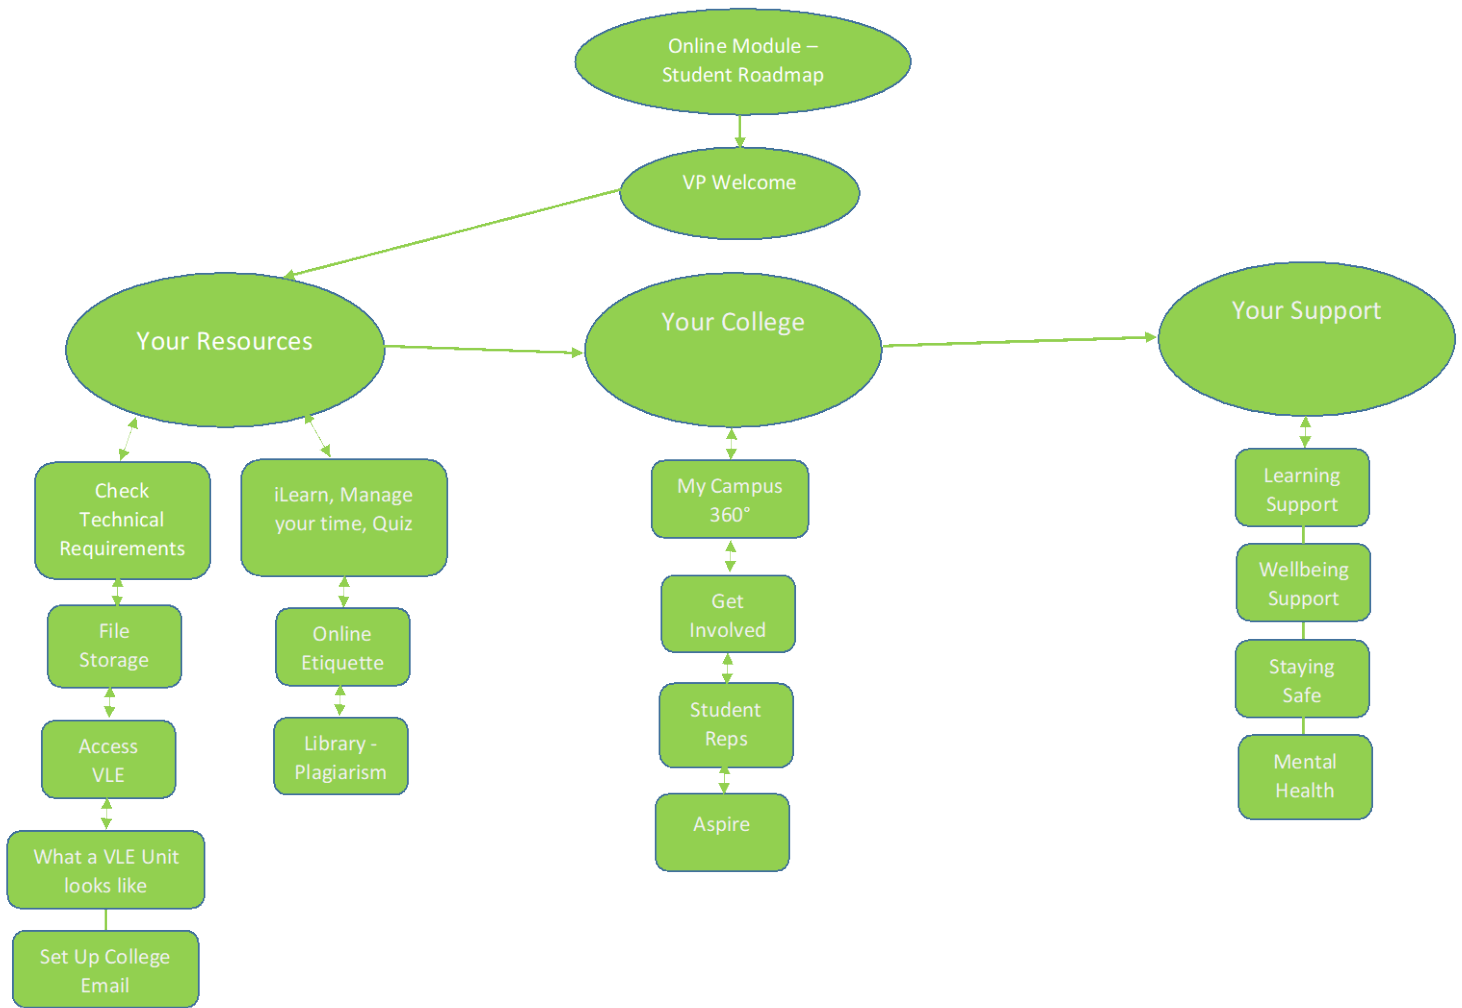 Online Module –
Student Roadmap
VP Welcome
Your Resources
Your College
Your Support
Check
Technical
Requirements
File
Storage
Access
VLE
What a VLE Unit
looks like
Set Up College
Email
iLearn, Manage
your time, Quiz
Online
Etiquette
Library -
Plagiarism
My Campus
360°
Get
Involved
Student
Reps
Aspire
Learning
Support
Wellbeing
Support
Staying
Safe
Mental
Health